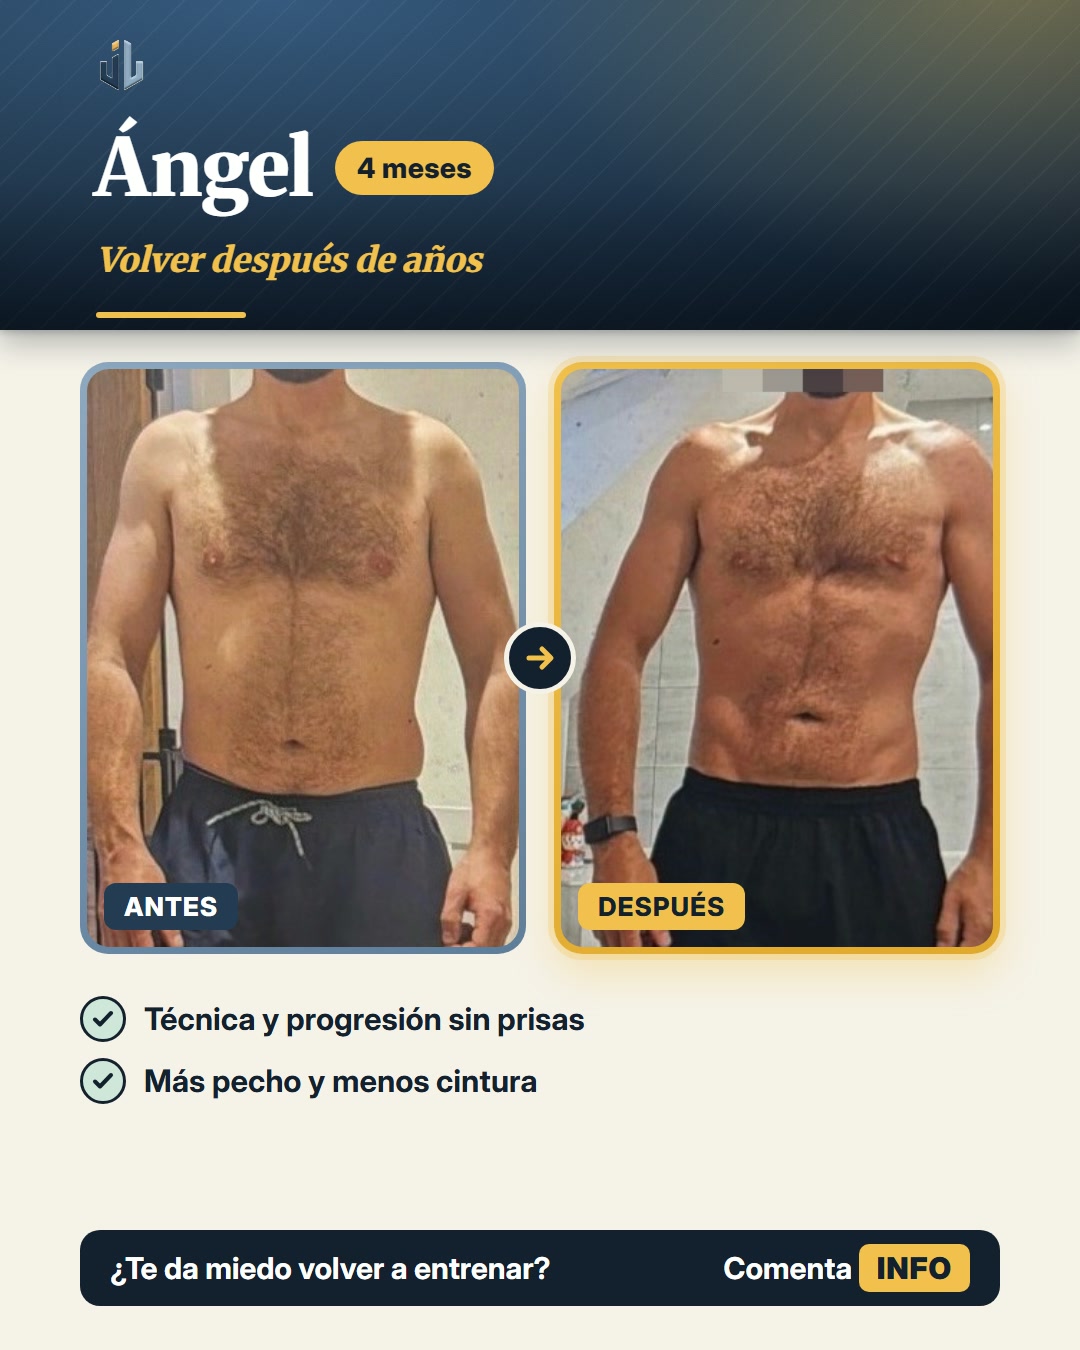 Ángel
4 meses
Volver después de años
ANTES
DESPUÉS
Técnica y progresión sin prisas
Más pecho y menos cintura
¿Te da miedo volver a entrenar?
Comenta INFO